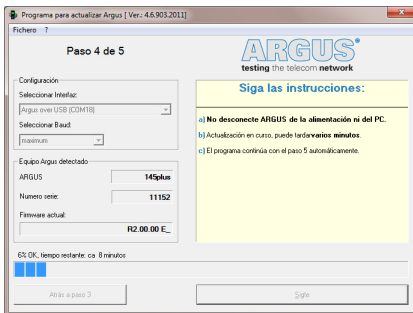 Programa para actualizar Argus [ Ver.: 4.6.903.2011]
Fichero ?
Paso 4 de 5
ARGUS®
testing the telecom network
Configuración
Seleccionar Interfaz:
Argus over USB (COM18)
Seleccionar Baud:
maximum
Equipo Argus detectado
ARGUS 145plus
Numero serie: 11152
Firmware actual:
R2.00.00 E_
Siga las instrucciones:
a) No desconecte ARGUS de la alimentación ni del PC.
b) Actualización en curso, puede tardarvarios minutos.
c) El programa continúa con el paso 5 automáticamente.
6% OK, tiempo restante: ca 8 minutos
Atrás a paso 3
Sigle